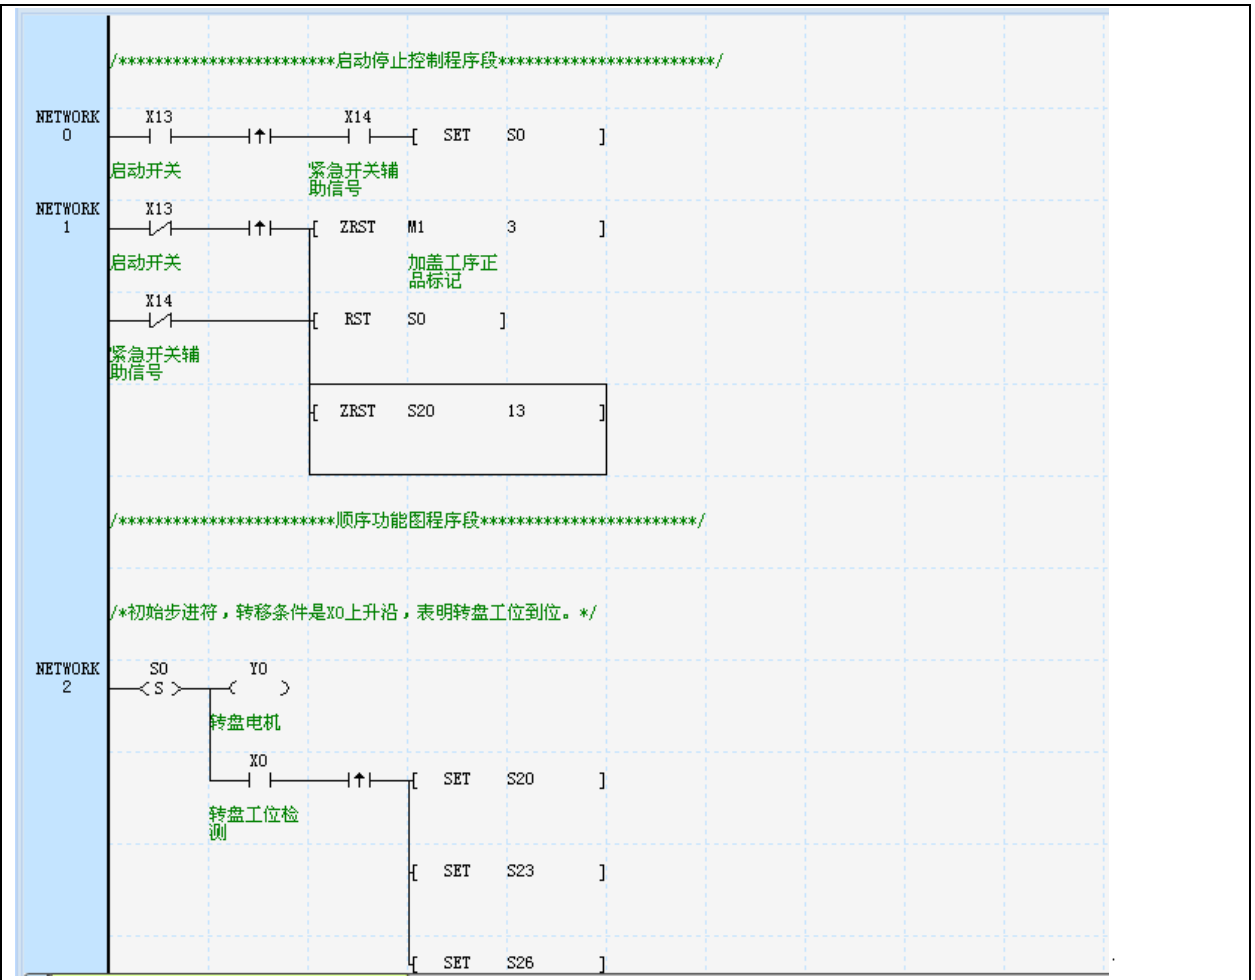 /************************启动停止控制程序段************************/
NETWORK 0
X13 X14
[ SET S0 ]
启动开关 紧急开关辅
助信号
NETWORK 1
X13
[ ZRST M1 3 ]
启动开关 加盖工序正
品标记
X14
[ RST S0 ]
紧急开关辅
助信号
[ ZRST S20 13 ]
/************************顺序功能图程序段************************/
/*初始步进符，转移条件是X0上升沿，表明转盘工位到位。*/
NETWORK 2
S0 Y0
< S > ( )
转盘电机
X0
[ SET S20 ]
转盘工位检
测
[ SET S23 ]
[ SET S26 ]